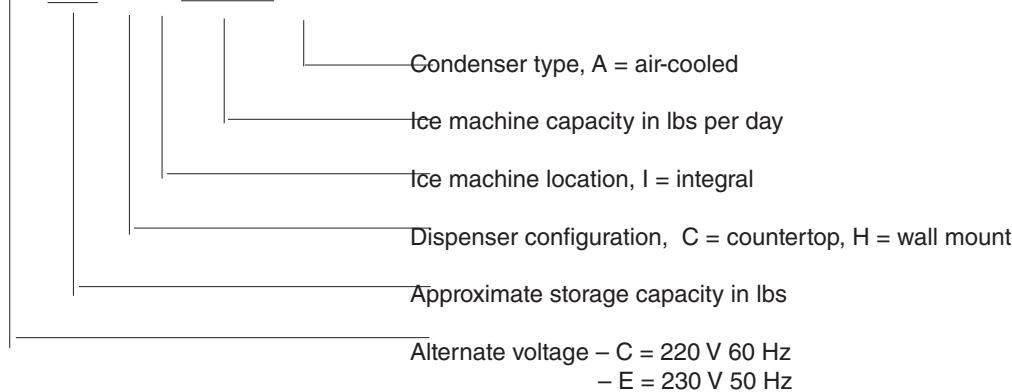 Condenser type, A = air-cooled
Ice machine capacity in lbs per day
Ice machine location, I = integral
Dispenser configuration,  C = countertop, H = wall mount
Approximate storage capacity in lbs
Alternate voltage – C = 220 V 60 Hz
– E = 230 V 50 Hz